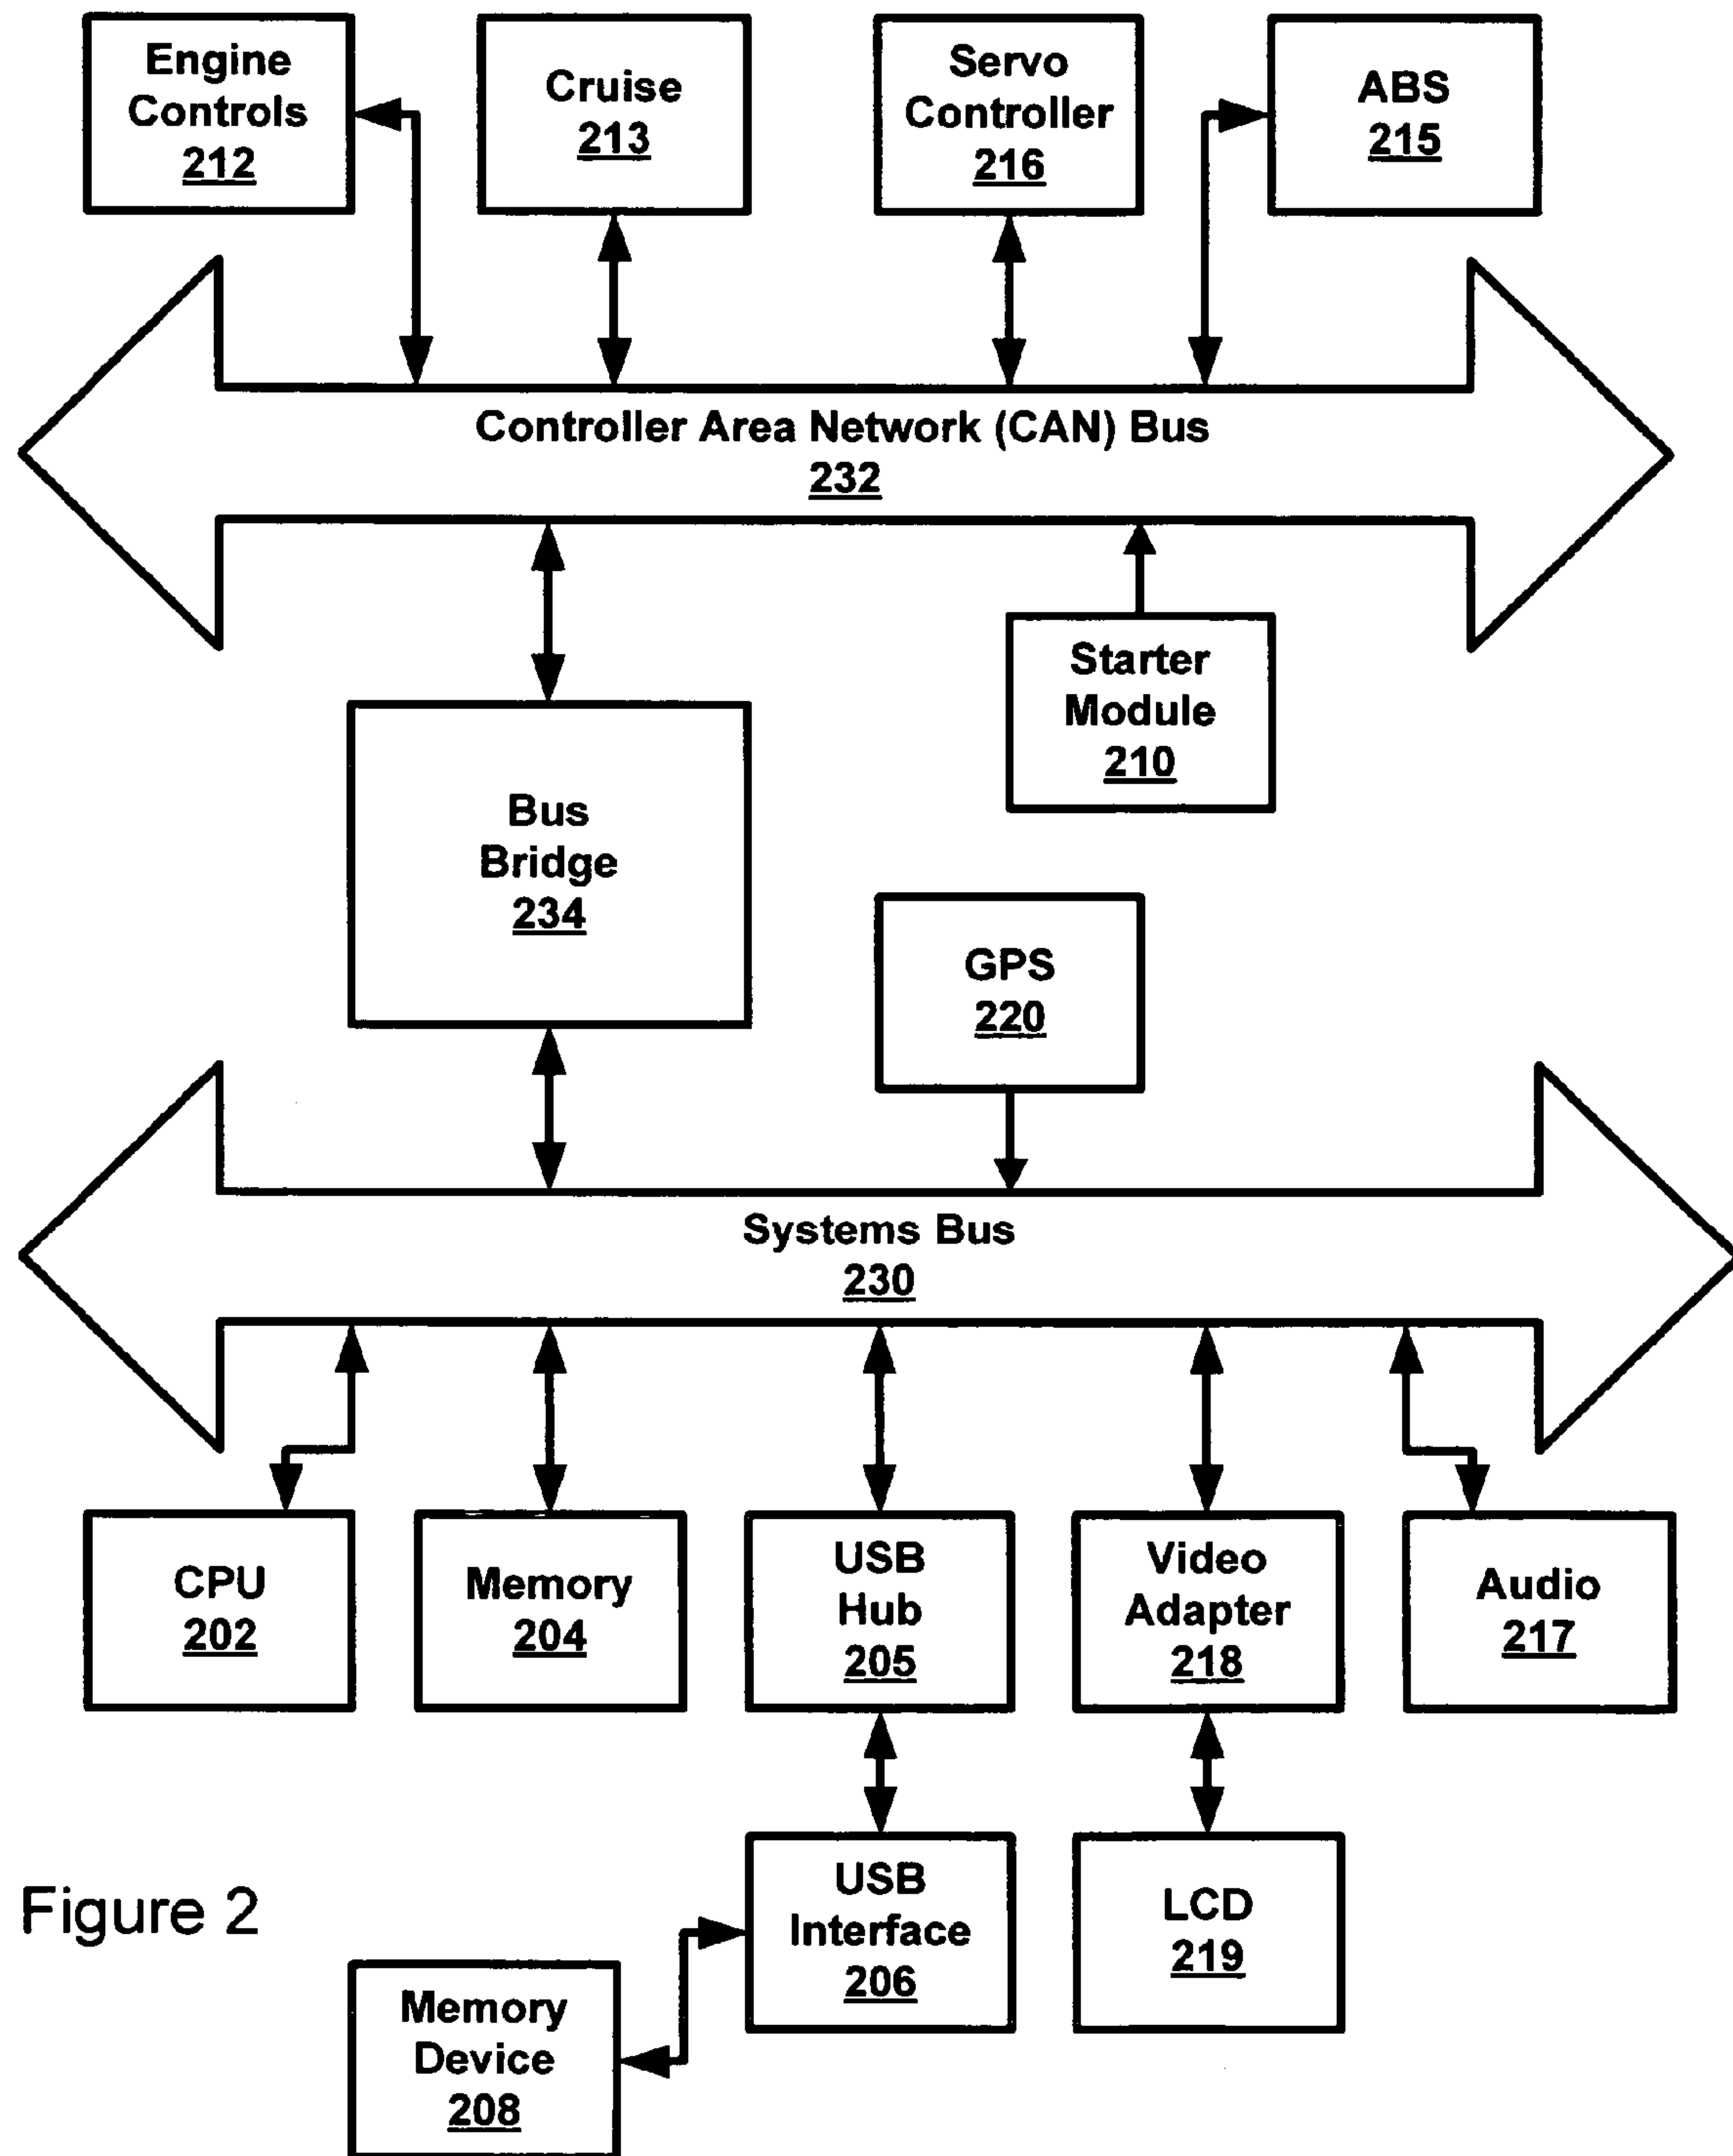 Engine
Controls
212
Cruise
213
Servo
Controller
216
ABS
215
Controller Area Network (CAN) Bus
232
Starter
Module
210
Bus
Bridge
234
GPS
220
Systems Bus
230
CPU
202
Memory
204
USB
Hub
205
Video
Adapter
218
Audio
217
USB
Interface
206
LCD
219
Figure 2
Memory
Device
208